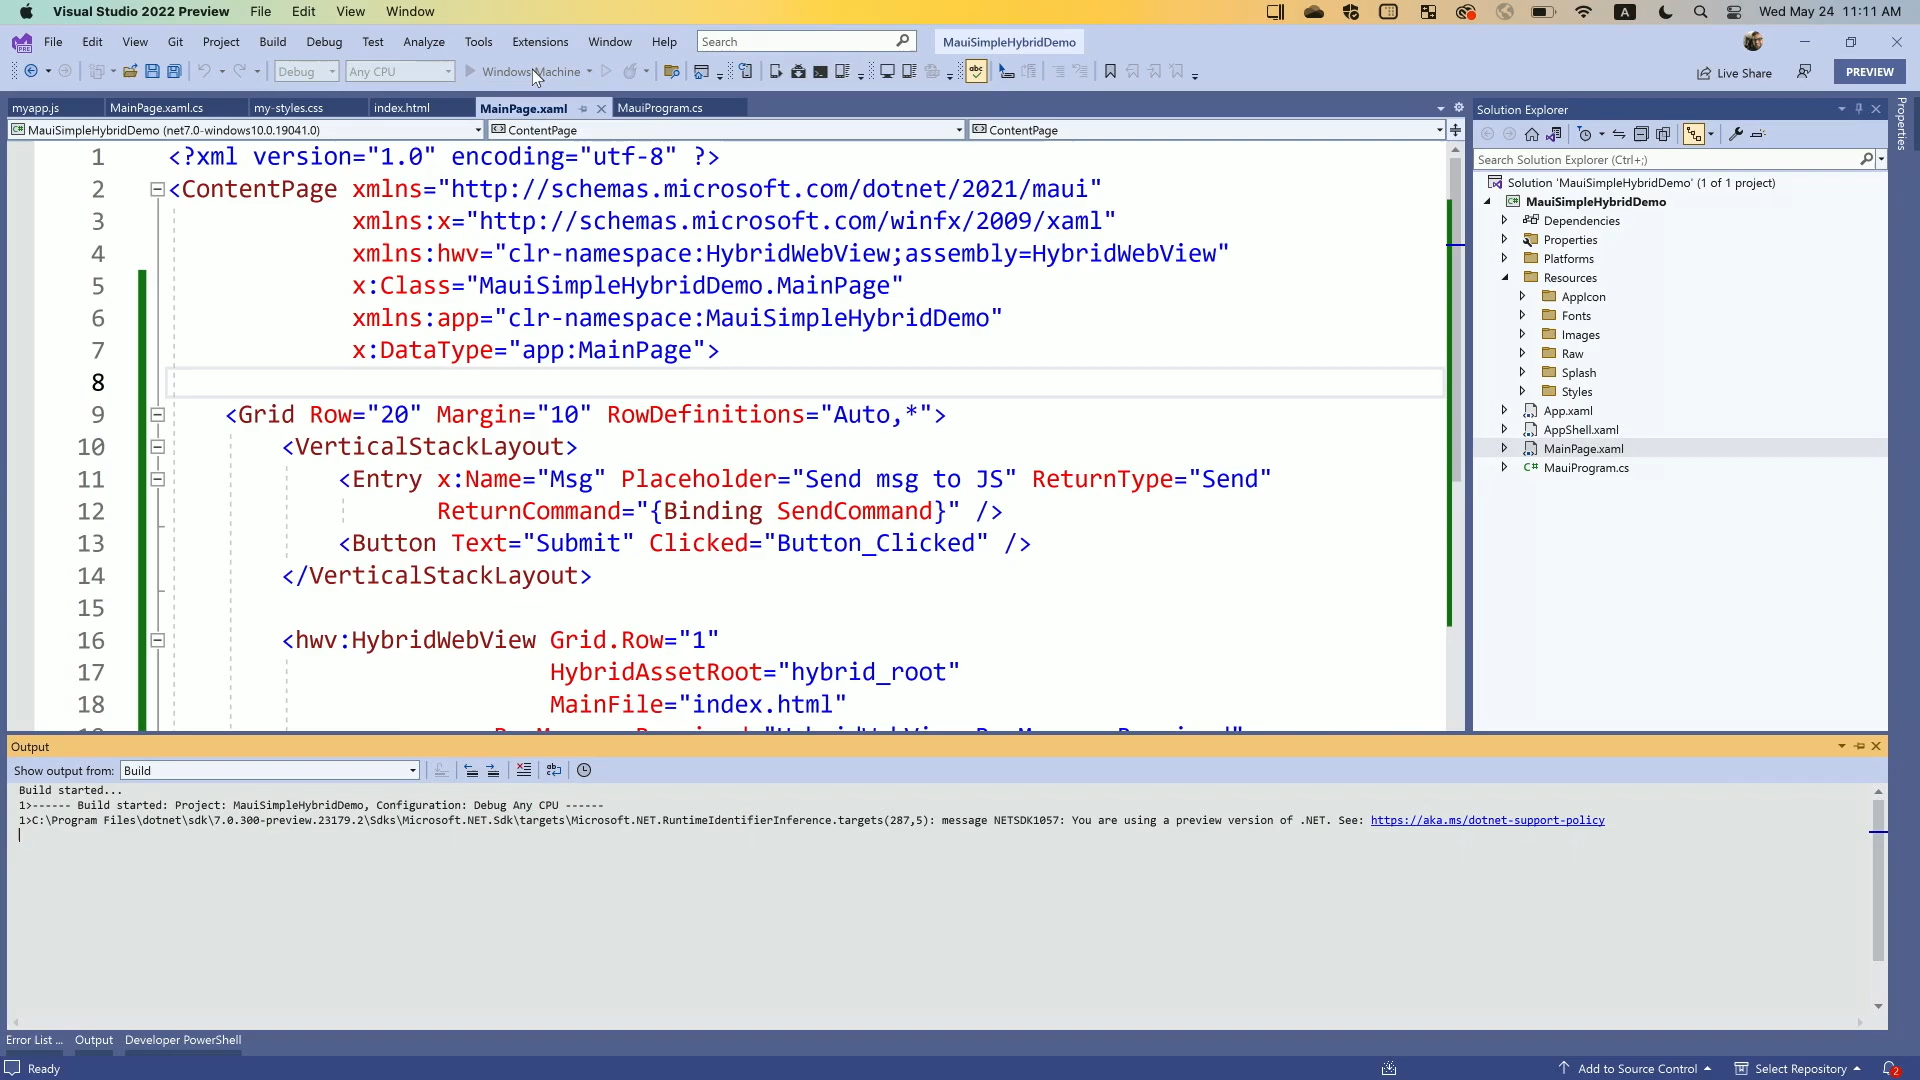 Visual Studio 2022 Preview File Edit View Window
A Wed May 24 11:11 AM
File Edit View Git Project Build Debug Test Analyze Tools Extensions Window Help Search MauiSimpleHybridDemo
Debug Any CPU Windows Machine Live Share PREVIEW
myapp.js MainPage.xaml.cs my-styles.css index.html MainPage.xaml MauiProgram.cs
MauiSimpleHybridDemo (net7.0-windows10.0.19041.0) ContentPage ContentPage
1 <?xml version="1.0" encoding="utf-8" ?>
2 <ContentPage xmlns="http://schemas.microsoft.com/dotnet/2021/maui"
3 xmlns:x="http://schemas.microsoft.com/winfx/2009/xaml"
4 xmlns:hwv="clr-namespace:HybridWebView;assembly=HybridWebView"
5 x:Class="MauiSimpleHybridDemo.MainPage"
6 xmlns:app="clr-namespace:MauiSimpleHybridDemo"
7 x:DataType="app:MainPage">
8
9 <Grid Row="20" Margin="10" RowDefinitions="Auto,*">
10 <VerticalStackLayout>
11 <Entry x:Name="Msg" Placeholder="Send msg to JS" ReturnType="Send"
12 ReturnCommand="{Binding SendCommand}" />
13 <Button Text="Submit" Clicked="Button_Clicked" />
14 </VerticalStackLayout>
15
16 <hwv:HybridWebView Grid.Row="1"
17 HybridAssetRoot="hybrid_root"
18 MainFile="index.html"
Solution Explorer
Search Solution Explorer (Ctrl+;)
Solution 'MauiSimpleHybridDemo' (1 of 1 project)
MauiSimpleHybridDemo
Dependencies
Properties
Platforms
Resources
AppIcon
Fonts
Images
Raw
Splash
Styles
App.xaml
AppShell.xaml
MainPage.xaml
MauiProgram.cs
Properties
Output
Show output from: Build
Build started...
1>------ Build started: Project: MauiSimpleHybridDemo, Configuration: Debug Any CPU ------
1>C:\Program Files\dotnet\sdk\7.0.300-preview.23179.2\Sdks\Microsoft.NET.Sdk\targets\Microsoft.NET.RuntimeIdentifierInference.targets(287,5): message NETSDK1057: You are using a preview version of .NET. See: https://aka.ms/dotnet-support-policy
Error List ... Output Developer PowerShell
Ready Add to Source Control Select Repository 2